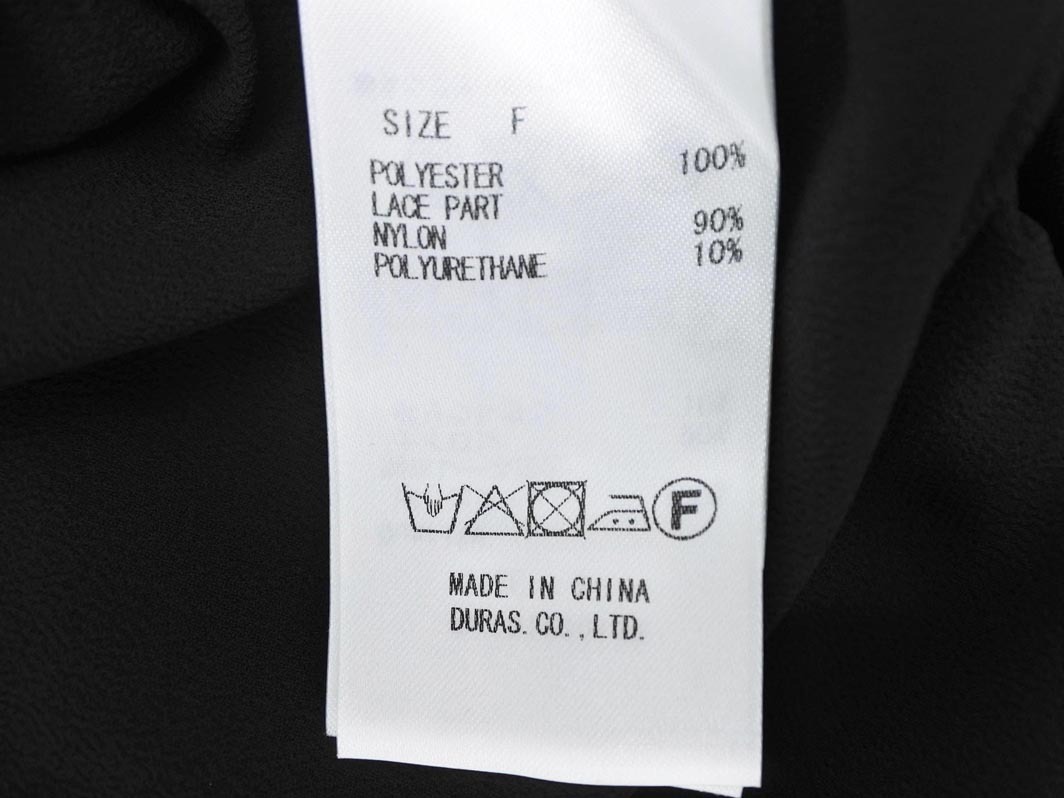 SIZE F
POLYESTER 100%
LACE PART
NYLON 90%
POLYURETHANE 10%
F
MADE IN CHINA
DURAS.CO.,LTD.